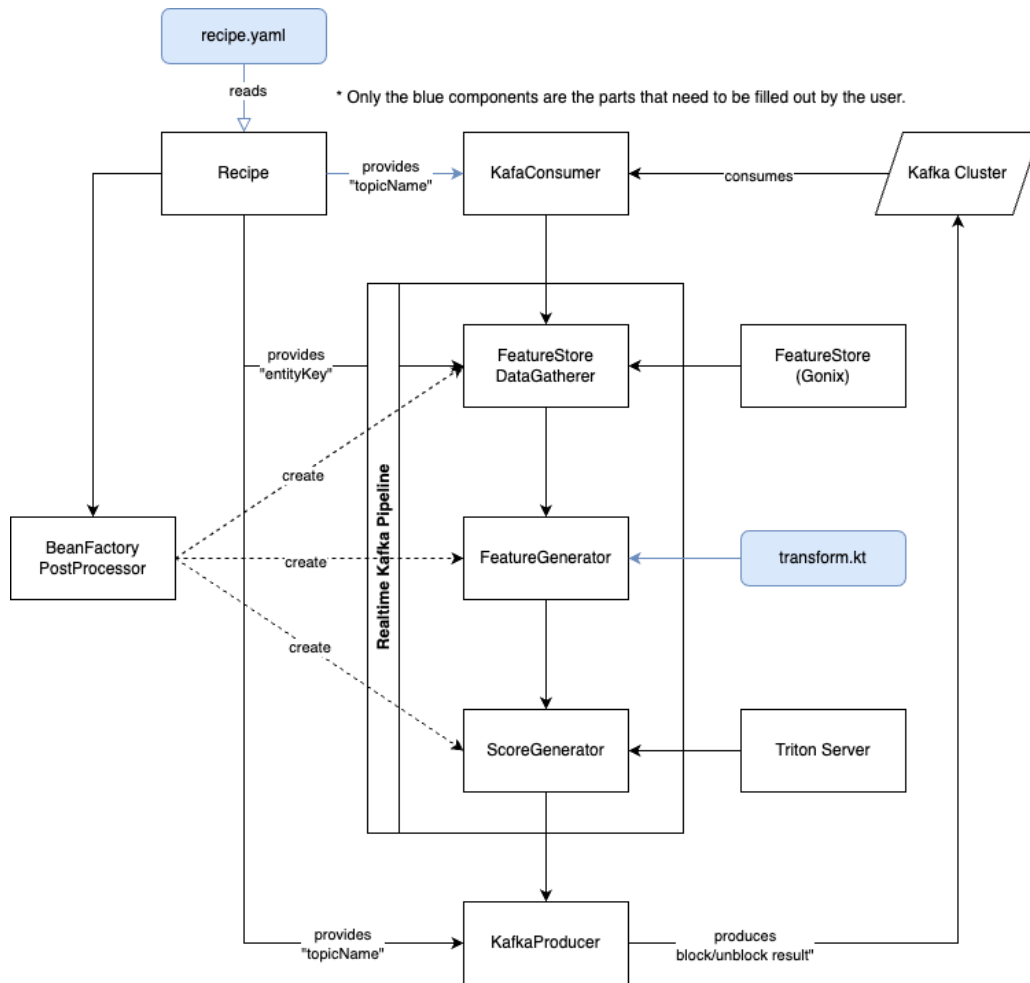 recipe.yaml
reads
* Only the blue components are the parts that need to be filled out by the user.
Recipe
provides
"topicName"
KafaConsumer
consumes
Kafka Cluster
provides
"entityKey"
FeatureStore
DataGatherer
FeatureStore
(Gonix)
create
Realtime Kafka Pipeline
BeanFactory
PostProcessor
create
FeatureGenerator
transform.kt
create
ScoreGenerator
Triton Server
provides
"topicName"
KafkaProducer
produces
block/unblock result"